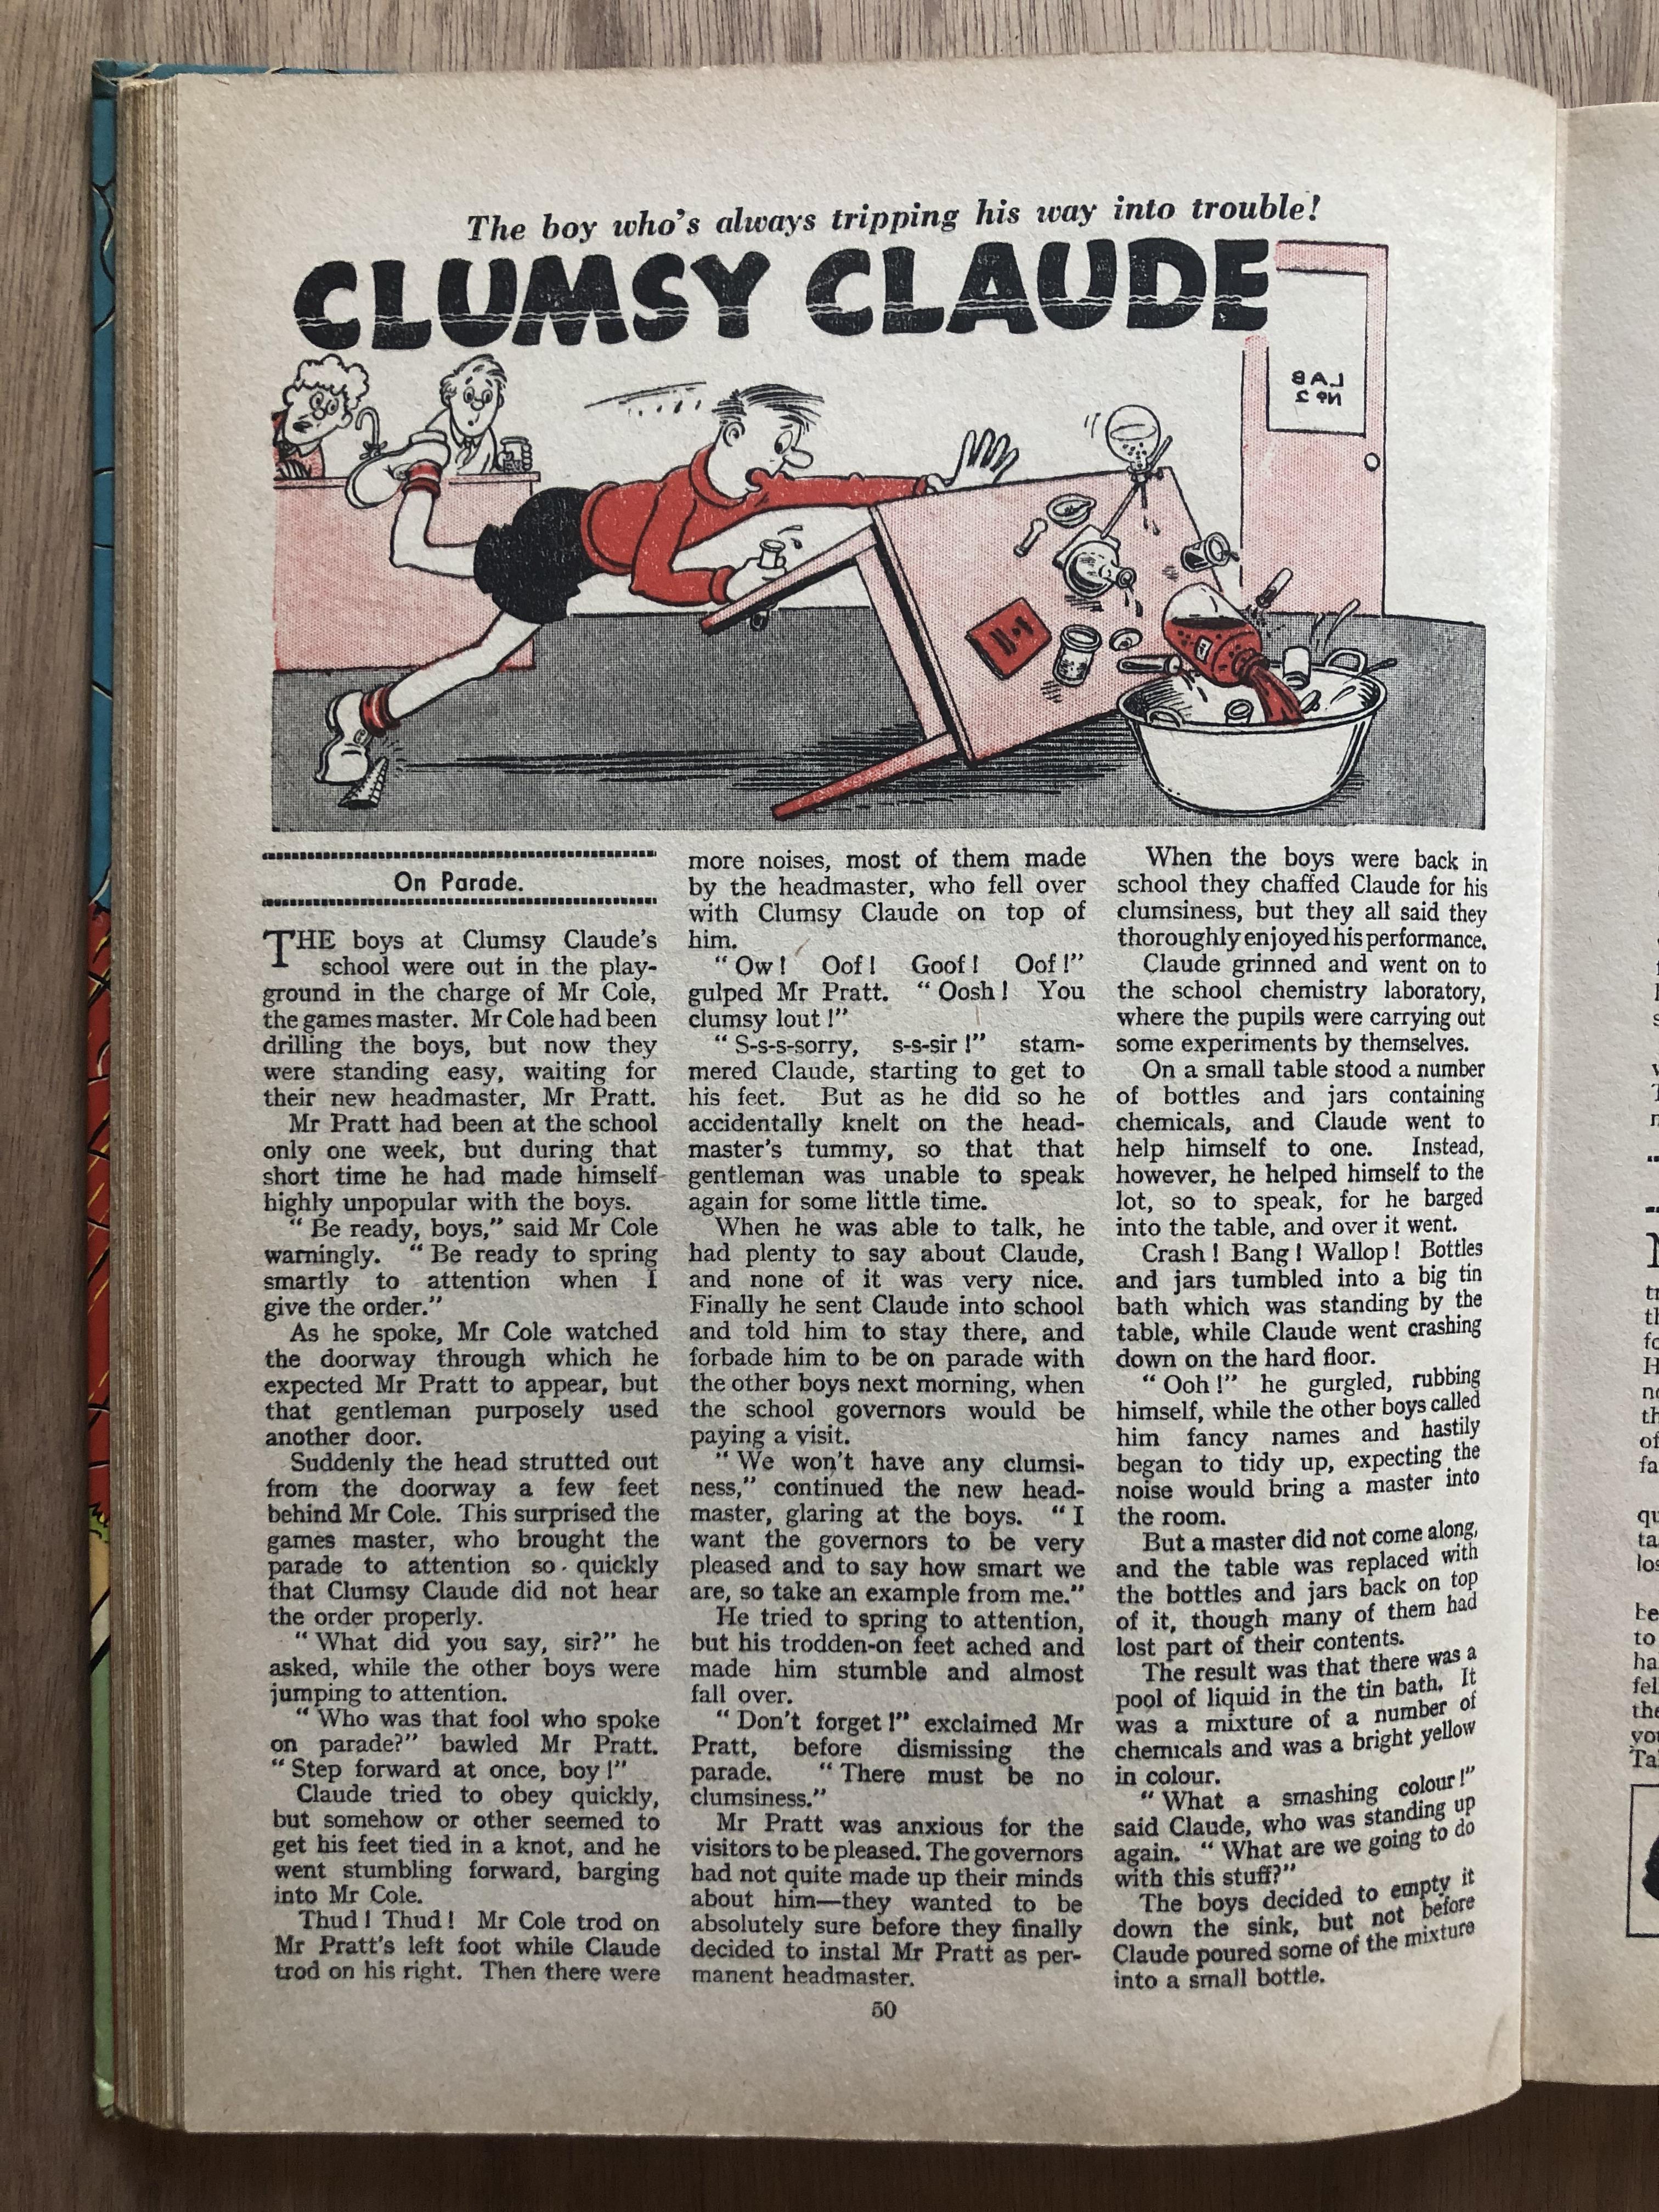 The boy who's always tripping his way into trouble!
CLUMSY CLAUDE
LAB
Nº 2
On Parade.
THE boys at Clumsy Claude's
school were out in the play-
ground in the charge of Mr Cole,
the games master. Mr Cole had been
drilling the boys, but now they
were standing easy, waiting for
their new headmaster, Mr Pratt.
Mr Pratt had been at the school
only one week, but during that
short time he had made himself
highly unpopular with the boys.
"Be ready, boys," said Mr Cole
warningly. "Be ready to spring
smartly to attention when I
give the order."
As he spoke, Mr Cole watched
the doorway through which he
expected Mr Pratt to appear, but
that gentleman purposely used
another door.
Suddenly the head strutted out
from the doorway a few feet
behind Mr Cole. This surprised the
games master, who brought the
parade to attention so quickly
that Clumsy Claude did not hear
the order properly.
"What did you say, sir?" he
asked, while the other boys were
jumping to attention.
"Who was that fool who spoke
on parade?" bawled Mr Pratt.
"Step forward at once, boy!"
Claude tried to obey quickly,
but somehow or other seemed to
get his feet tied in a knot, and he
went stumbling forward, barging
into Mr Cole.
Thud! Thud! Mr Cole trod on
Mr Pratt's left foot while Claude
trod on his right. Then there were
more noises, most of them made
by the headmaster, who fell over
with Clumsy Claude on top of
him.
"Ow! Oof! Goof! Oof!"
gulped Mr Pratt. "Oosh! You
clumsy lout!"
"S-s-s-sorry, s-s-sir!" stam-
mered Claude, starting to get to
his feet. But as he did so he
accidentally knelt on the head-
master's tummy, so that that
gentleman was unable to speak
again for some little time.
When he was able to talk, he
had plenty to say about Claude,
and none of it was very nice.
Finally he sent Claude into school
and told him to stay there, and
forbade him to be on parade with
the other boys next morning, when
the school governors would be
paying a visit.
"We won't have any clumsi-
ness," continued the new head-
master, glaring at the boys. "I
want the governors to be very
pleased and to say how smart we
are, so take an example from me."
He tried to spring to attention,
but his trodden-on feet ached and
made him stumble and almost
fall over.
"Don't forget!" exclaimed Mr
Pratt, before dismissing the
parade. "There must be no
clumsiness."
Mr Pratt was anxious for the
visitors to be pleased. The governors
had not quite made up their minds
about him—they wanted to be
absolutely sure before they finally
decided to instal Mr Pratt as per-
manent headmaster.
When the boys were back in
school they chaffed Claude for his
clumsiness, but they all said they
thoroughly enjoyed his performance.
Claude grinned and went on to
the school chemistry laboratory,
where the pupils were carrying out
some experiments by themselves.
On a small table stood a number
of bottles and jars containing
chemicals, and Claude went to
help himself to one. Instead,
however, he helped himself to the
lot, so to speak, for he barged
into the table, and over it went.
Crash! Bang! Wallop! Bottles
and jars tumbled into a big tin
bath which was standing by the
table, while Claude went crashing
down on the hard floor.
"Ooh!" he gurgled, rubbing
himself, while the other boys called
him fancy names and hastily
began to tidy up, expecting the
noise would bring a master into
the room.
But a master did not come along,
and the table was replaced with
the bottles and jars back on top
of it, though many of them had
lost part of their contents.
The result was that there was a
pool of liquid in the tin bath. It
was a mixture of a number of
chemicals and was a bright yellow
in colour.
"What a smashing colour!"
said Claude, who was standing up
again. "What are we going to do
with this stuff?"
The boys decided to empty it
down the sink, but not before
Claude poured some of the mixture
into a small bottle.
50